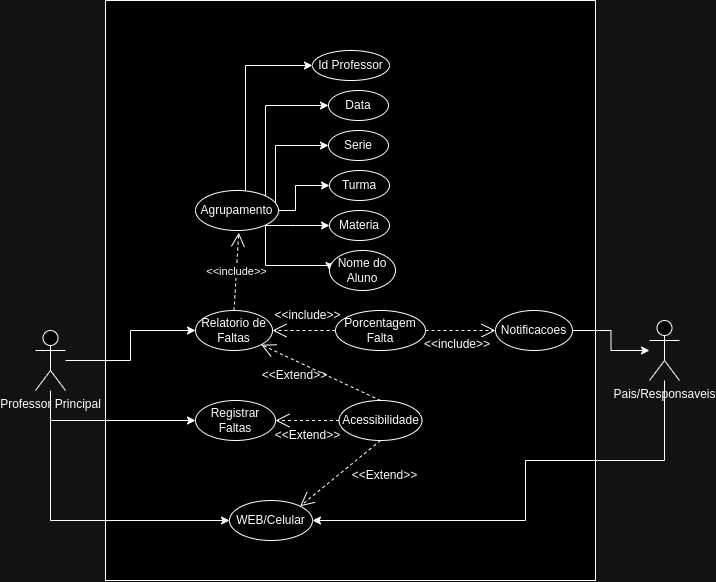 Id Professor
Data
Serie
Agrupamento
Turma
Materia
Nome do
Aluno
<<include>>
Relatorio de
Faltas
<<include>>
Porcentagem
Falta
<<include>>
Notificacoes
Professor Principal
Pais/Responsaveis
<<Extend>>
Registrar
Faltas
<<Extend>>
Acessibilidade
<<Extend>>
WEB/Celular